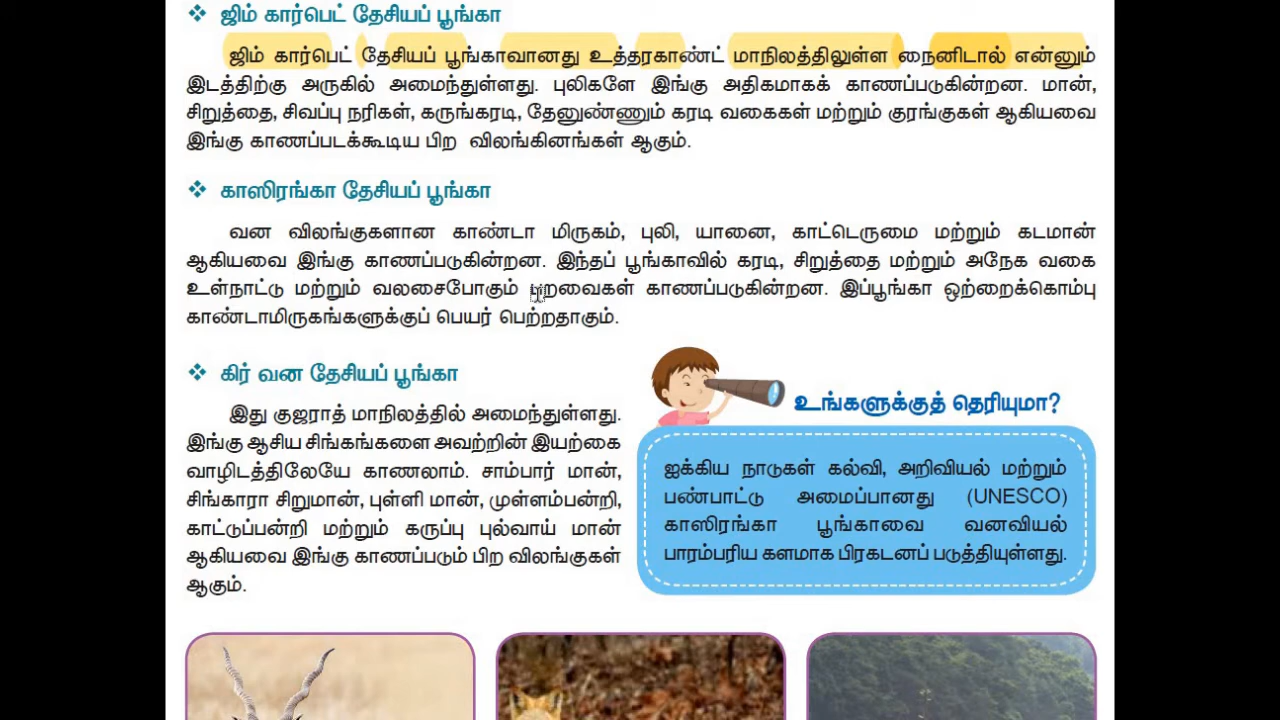 ❖ ஜிம் கார்பெட் தேசியப் பூங்கா
ஜிம் கார்பெட் தேசியப் பூங்காவானது உத்தரகாண்ட் மாநிலத்திலுள்ள நைனிடால் என்னும்
இடத்திற்கு அருகில் அமைந்துள்ளது. புலிகளே இங்கு அதிகமாகக் காணப்படுகின்றன. மான்,
சிறுத்தை, சிவப்பு நரிகள், கருங்கரடி, தேனுண்ணும் கரடி வகைகள் மற்றும் குரங்குகள் ஆகியவை
இங்கு காணப்படக்கூடிய பிற விலங்கினங்கள் ஆகும்.
❖ காஸிரங்கா தேசியப் பூங்கா
வன விலங்குகளான காண்டா மிருகம், புலி, யானை, காட்டெருமை மற்றும் கடமான்
ஆகியவை இங்கு காணப்படுகின்றன. இந்தப் பூங்காவில் கரடி, சிறுத்தை மற்றும் அநேக வகை
உள்நாட்டு மற்றும் வலசைபோகும் பறவைகள் காணப்படுகின்றன. இப்பூங்கா ஒற்றைக்கொம்பு
காண்டாமிருகங்களுக்குப் பெயர் பெற்றதாகும்.
❖ கிர் வன தேசியப் பூங்கா
இது குஜராத் மாநிலத்தில் அமைந்துள்ளது.
இங்கு ஆசிய சிங்கங்களை அவற்றின் இயற்கை
வாழிடத்திலேயே காணலாம். சாம்பார் மான்,
சிங்காரா சிறுமான், புள்ளி மான், முள்ளம்பன்றி,
காட்டுப்பன்றி மற்றும் கருப்பு புல்வாய் மான்
ஆகியவை இங்கு காணப்படும் பிற விலங்குகள்
ஆகும்.
உங்களுக்குத் தெரியுமா?
ஐக்கிய நாடுகள் கல்வி, அறிவியல் மற்றும்
பண்பாட்டு அமைப்பானது (UNESCO)
காஸிரங்கா பூங்காவை வனவியல்
பாரம்பரிய களமாக பிரகடனப் படுத்தியுள்ளது.